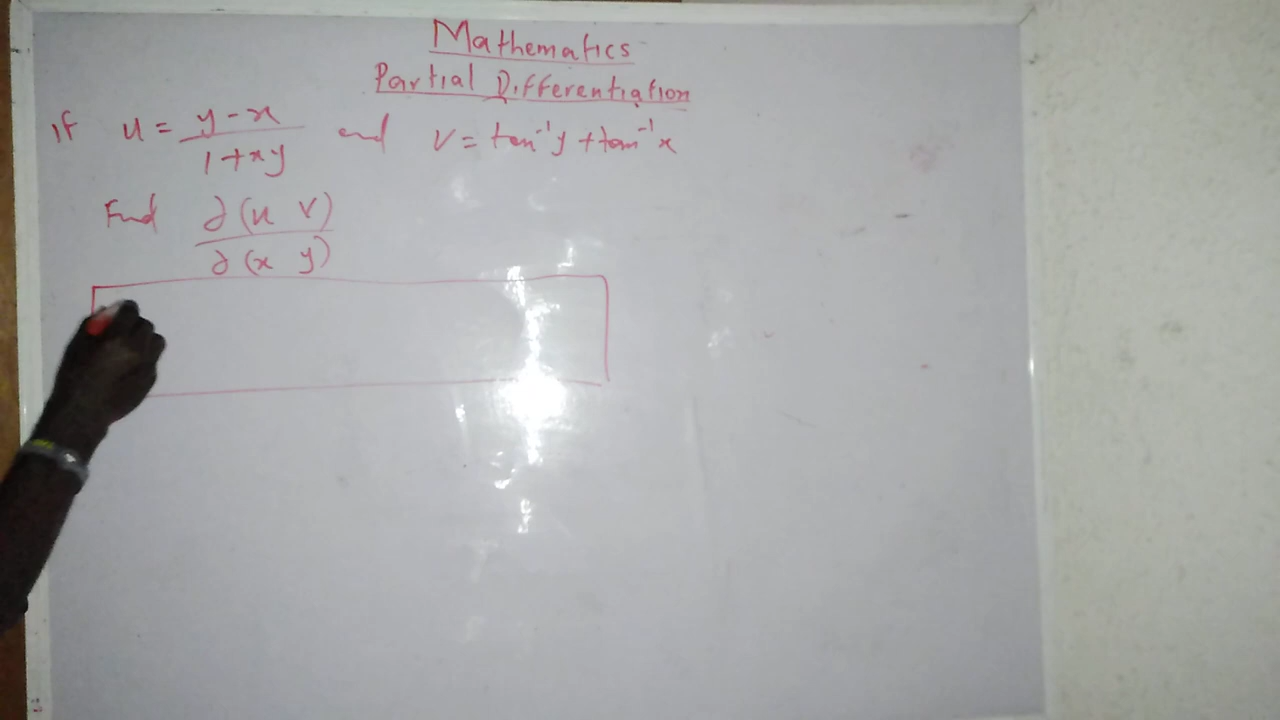 Mathematics
Partial Differentiation
If u = y-x / 1+xy and v = tan⁻¹y + tan⁻¹x
Find ∂(u v) / ∂(x y)